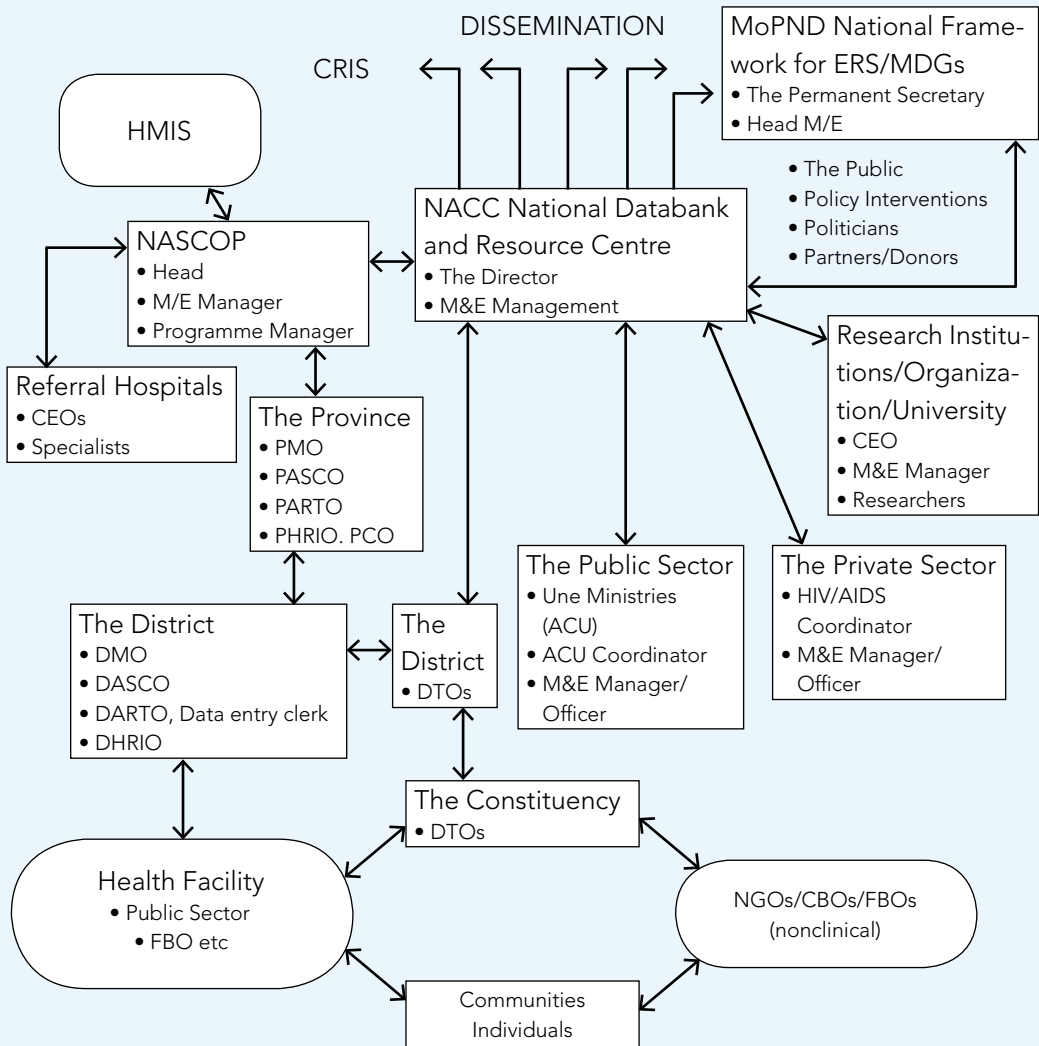 DISSEMINATION
CRIS
MoPND National Frame-
work for ERS/MDGs
• The Permanent Secretary
• Head M/E
HMIS
• The Public
• Policy Interventions
• Politicians
• Partners/Donors
NASCOP
• Head
• M/E Manager
• Programme Manager
NACC National Databank
and Resource Centre
• The Director
• M&E Management
Referral Hospitals
• CEOs
• Specialists
The Province
• PMO
• PASCO
• PARTO
• PHRIO. PCO
Research Institu-
tions/Organiza-
tion/University
• CEO
• M&E Manager
• Researchers
The District
• DMO
• DASCO
• DARTO, Data entry clerk
• DHRIO
The
District
• DTOs
The Public Sector
• Une Ministries
(ACU)
• ACU Coordinator
• M&E Manager/
Officer
The Private Sector
• HIV/AIDS
Coordinator
• M&E Manager/
Officer
The Constituency
• DTOs
Health Facility
• Public Sector
• FBO etc
NGOs/CBOs/FBOs
(nonclinical)
Communities
Individuals